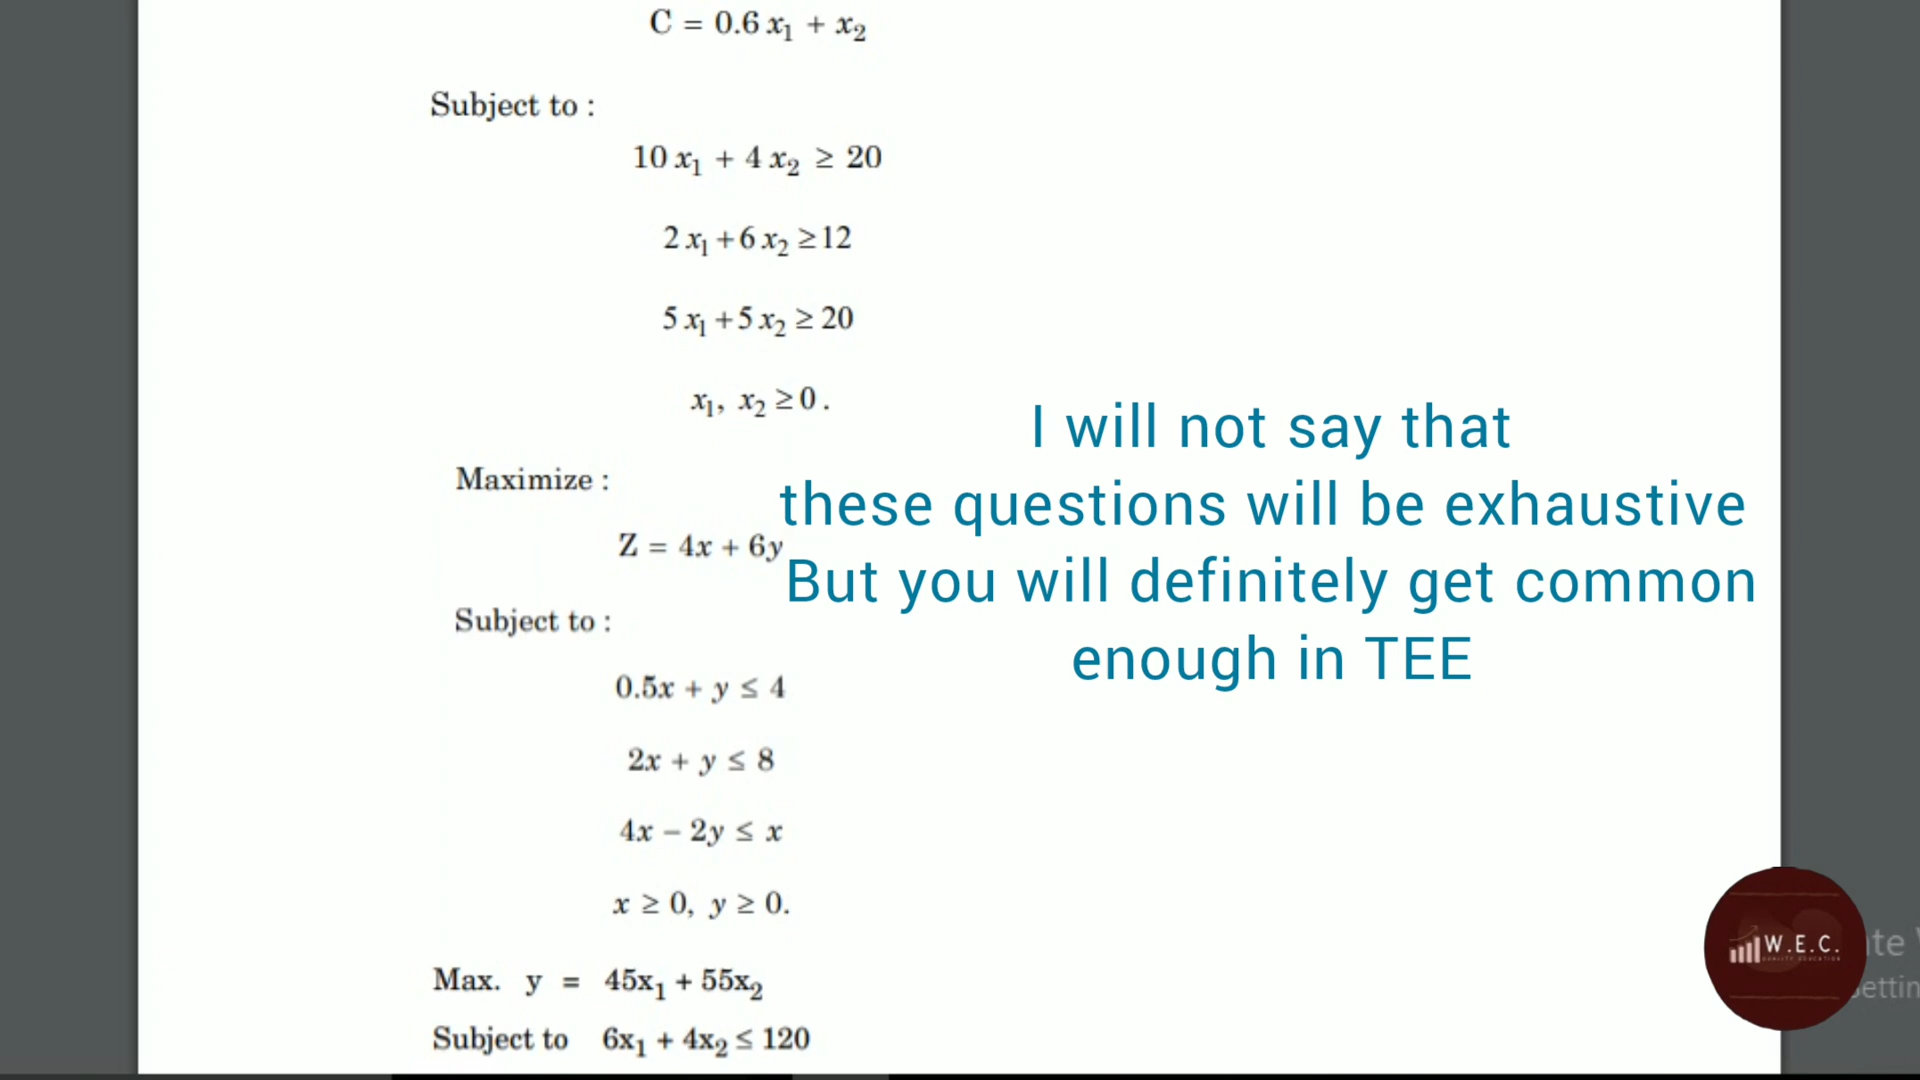 C = 0.6 x₁ + x₂
Subject to :
10 x₁ + 4 x₂ ≥ 20
2 x₁ +6 x₂ ≥12
5 x₁ +5 x₂ ≥ 20
x₁, x₂ ≥0 .
Maximize :
Z = 4x + 6y
Subject to :
0.5x + y ≤ 4
2x + y ≤ 8
4x – 2y ≤ x
x ≥ 0, y ≥ 0.
Max. y = 45x₁ + 55x₂
Subject to 6x₁ + 4x₂ ≤ 120
I will not say that
these questions will be exhaustive
But you will definitely get common
enough in TEE
W.E.C.